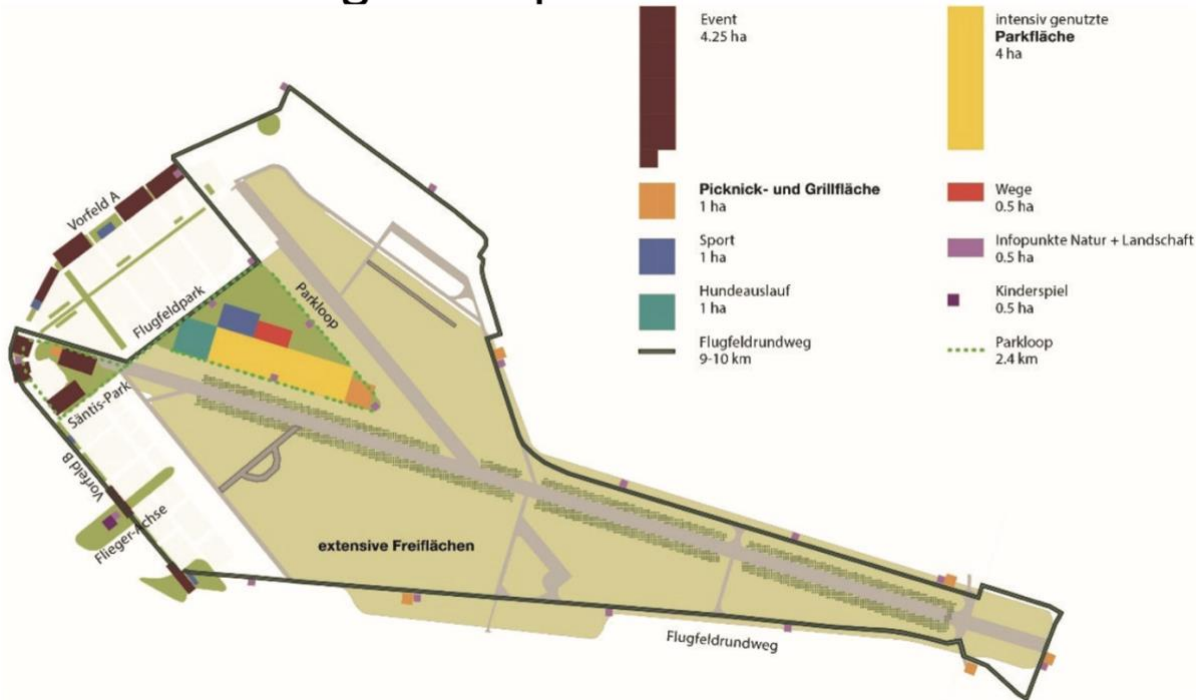 Event
4.25 ha
intensiv genutzte
Parkfläche
4 ha
Picknick- und Grillfläche
1 ha
Wege
0.5 ha
Sport
1 ha
Infopunkte Natur + Landschaft
0.5 ha
Hundeauslauf
1 ha
Kinderspiel
0.5 ha
Flugfeldrundweg
9-10 km
Parkloop
2.4 km
Vorfeld A
Flugfeldpark
Parkloop
Säntis-Park
Vorfeld B
Flieger-Achse
extensive Freiflächen
Flugfeldrundweg